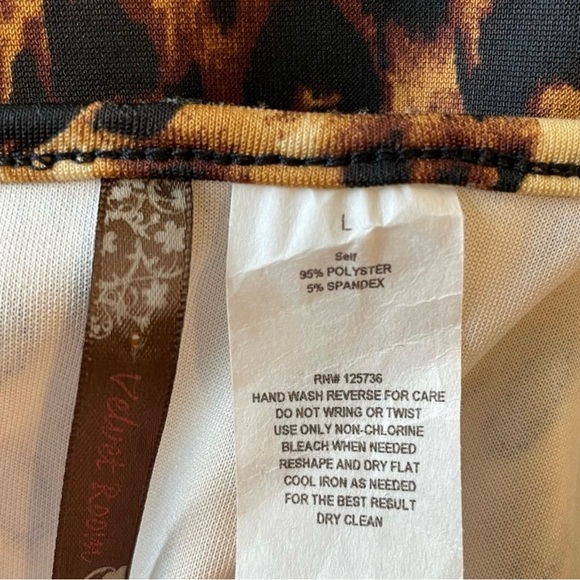 L
Self
95% POLYSTER
5% SPANDEX
RN# 125736
HAND WASH REVERSE FOR CARE
DO NOT WRING OR TWIST
USE ONLY NON-CHLORINE
BLEACH WHEN NEEDED
RESHAPE AND DRY FLAT
COOL IRON AS NEEDED
FOR THE BEST RESULT
DRY CLEAN
Velvet Room